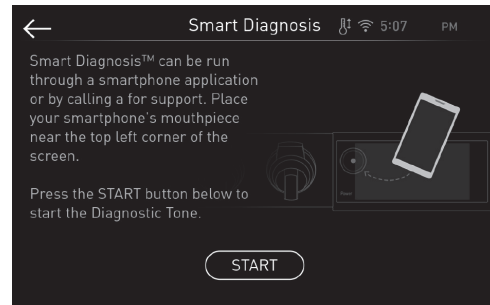 Smart Diagnosis 5:07 PM
Smart Diagnosis™ can be run
through a smartphone application
or by calling a for support. Place
your smartphone's mouthpiece
near the top left corner of the
screen.
Press the START button below to
start the Diagnostic Tone.
START